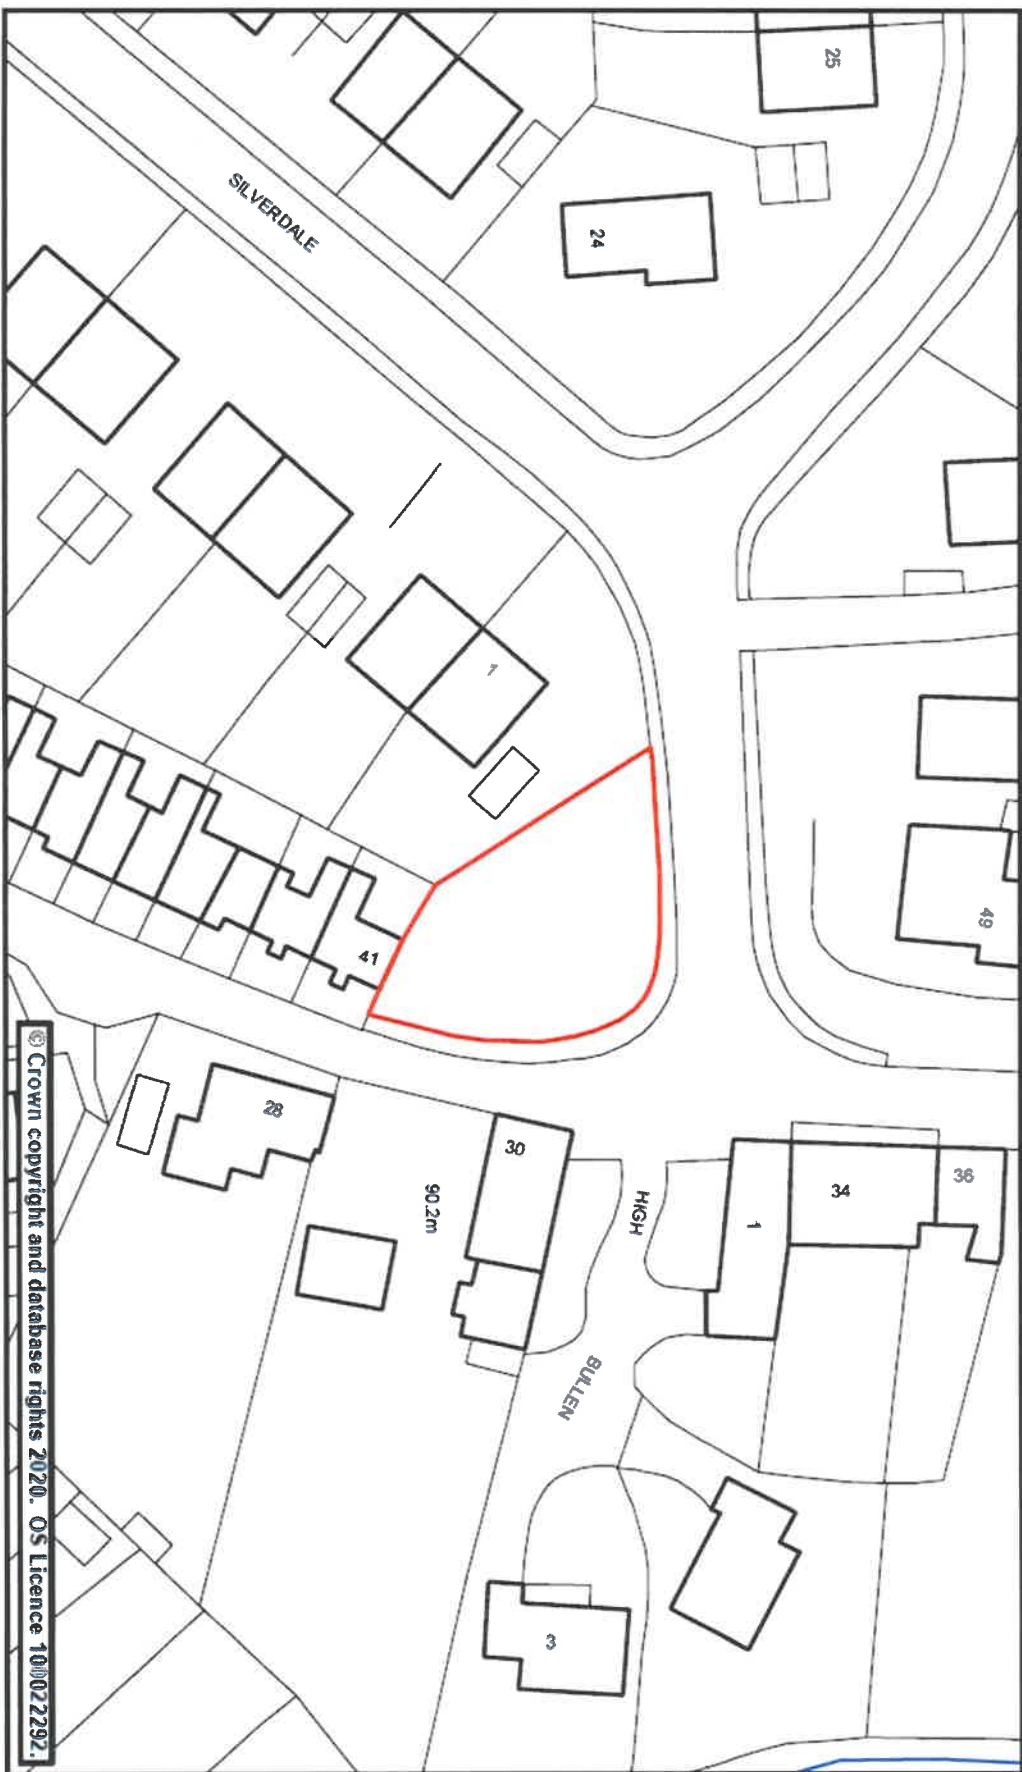 25
24
SILVERDALE
1
49
41
28
30
90.2m
HIGH
BULLEN
1
34
36
3
© Crown copyright and database rights 2020. OS Licence 100022292.